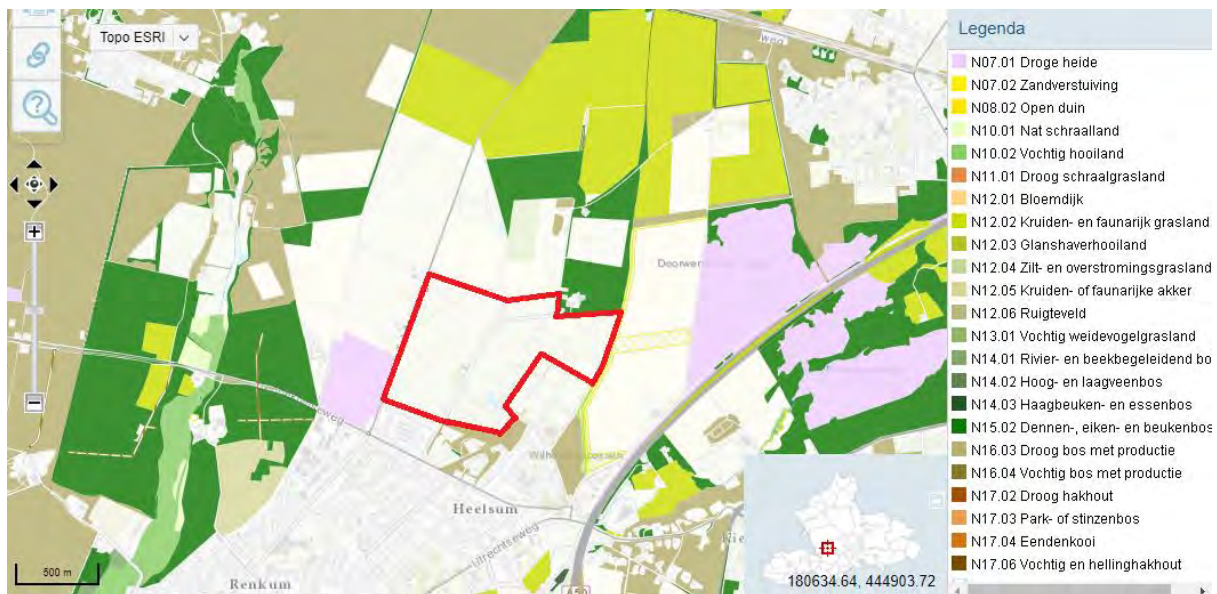 Topo ESRI
weg
Legenda
N07.01 Droge heide
N07.02 Zandverstuiving
N08.02 Open duin
N10.01 Nat schraalland
N10.02 Vochtig hooiland
N11.01 Droog schraalgrasland
N12.01 Bloemdijk
N12.02 Kruiden- en faunarijk grasland
N12.03 Glanshaverhooiland
N12.04 Zilt- en overstromingsgrasland
N12.05 Kruiden- of faunarijke akker
N12.06 Ruigteveld
N13.01 Vochtig weidevogelgrasland
N14.01 Rivier- en beekbegeleidend bo
N14.02 Hoog- en laagveenbos
N14.03 Haagbeuken- en essenbos
N15.02 Dennen-, eiken- en beukenbos
N16.03 Droog bos met productie
N16.04 Vochtig bos met productie
N17.02 Droog hakhout
N17.03 Park- of stinzenbos
N17.04 Eendenkooi
N17.06 Vochtig en hellinghakhout
Doorwer
Heelsum
Utrechtseweg
Renkum
500 m
180634.64, 444903.72